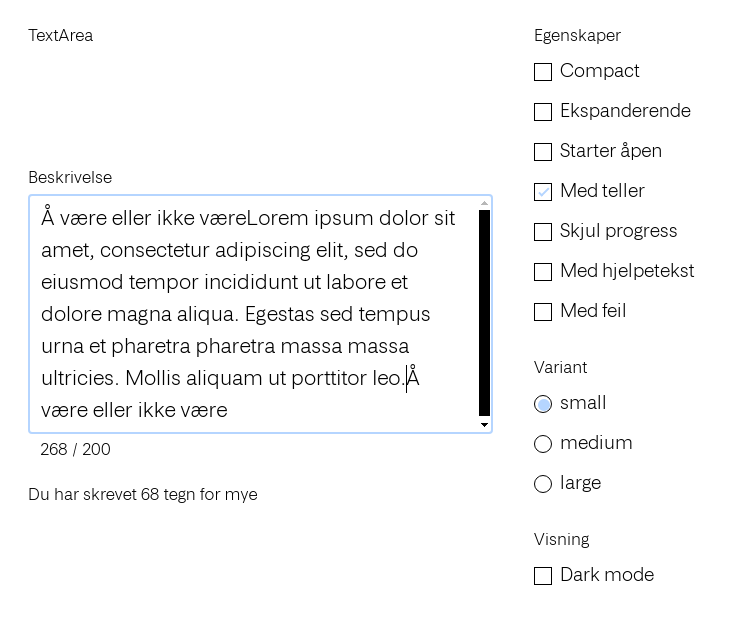 TextArea
Beskrivelse
Å være eller ikke væreLorem ipsum dolor sit
amet, consectetur adipiscing elit, sed do
eiusmod tempor incididunt ut labore et
dolore magna aliqua. Egestas sed tempus
urna et pharetra pharetra massa massa
ultricies. Mollis aliquam ut porttitor leo.Å
være eller ikke være
268 / 200
Du har skrevet 68 tegn for mye
Egenskaper
Compact
Ekspanderende
Starter åpen
Med teller
Skjul progress
Med hjelpetekst
Med feil
Variant
small
medium
large
Visning
Dark mode